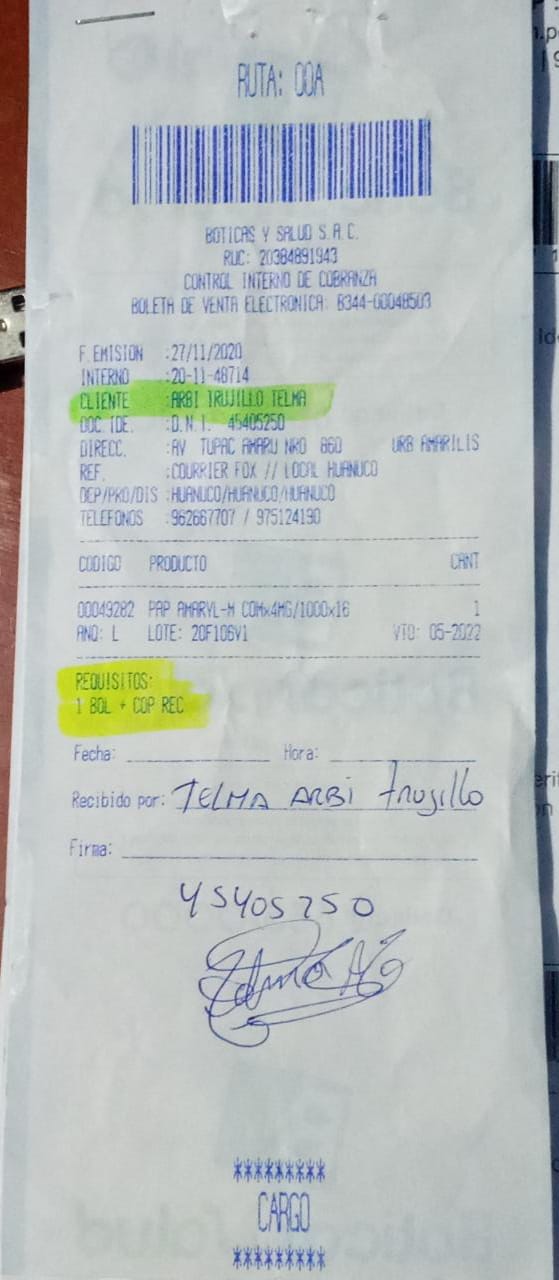 RUTA: 00A
BOTICAS Y SALUD S.A.C.
RUC: 20384891943
CONTROL INTERNO DE COBRANZA
BOLETA DE VENTA ELECTRONICA: B344-00048503
F.EMISION :27/11/2020
INTERNO :20-11-48714
CLIENTE :ARBI TRUJILLO TELMA
DOC IDE. :D.N.I. 45405250
DIRECC. :AV TUPAC AMARU NRO 860 URB AMARILIS
REF. :COURRIER FOX // LOCAL HUANUCO
DEP/PRO/DIS :HUANUCO/HUANUCO/HUANUCO
TELEFONOS :962667707 / 975124190
CODIGO PRODUCTO CANT
00049282 PAP AMARYL-M COMx4MG/1000x16 1
ANO: L LOTE: 20F106V1 VTO: 05-2022
REQUISITOS:
1 BOL + COP REC
Fecha: Hora:
Recibido por: TELMA ARBI trujillo
Firma:
45405250
*********
CARGO
*********